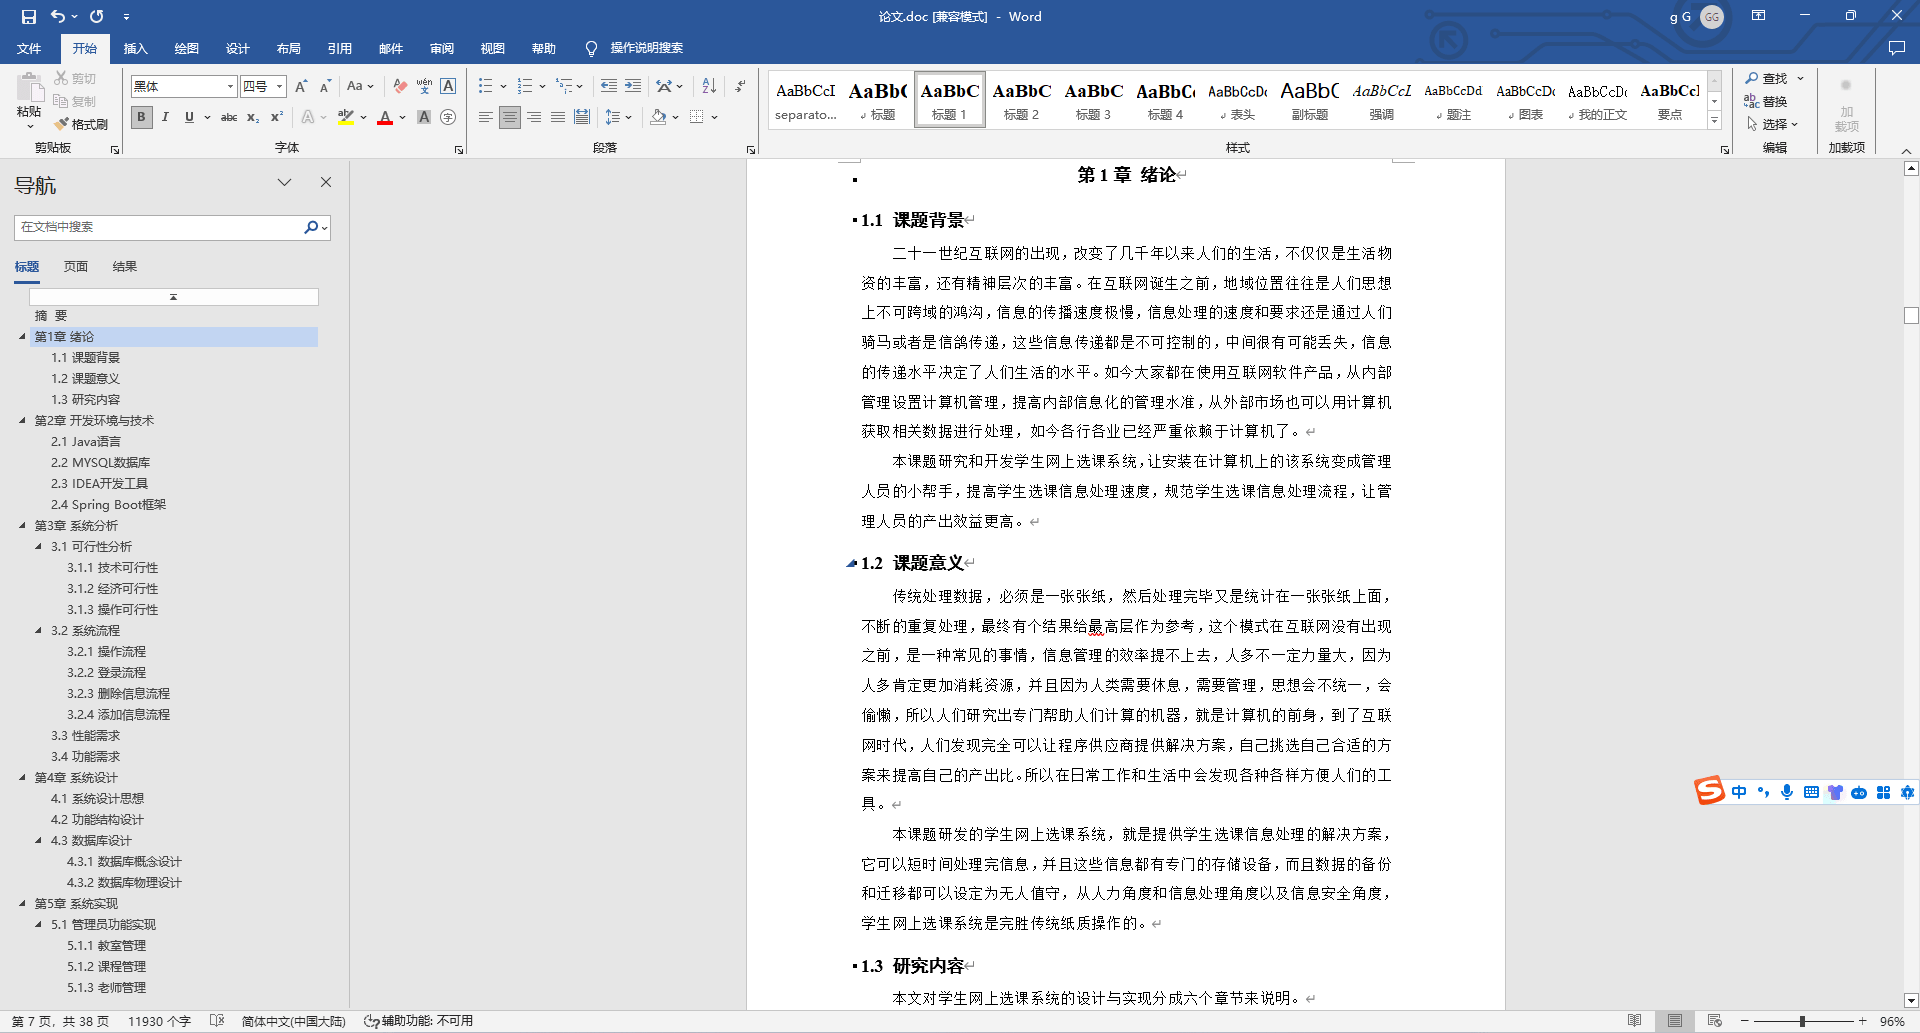 论文.doc [兼容模式] - Word
g G
GG
文件 开始 插入 绘图 设计 布局 引用 邮件 审阅 视图 帮助 操作说明搜索
粘贴
剪切
复制
格式刷
剪贴板
黑体 四号
字体
段落
AaBbCcI AaBb( AaBbC AaBbC AaBbC AaBbC AaBbCcDc AaBbC AaBbCcL AaBbCcDd AaBbCcDc AaBbCcDc AaBbCcI
separato... 标题 标题 1 标题 2 标题 3 标题 4 表头 副标题 强调 题注 图表 我的正文 要点
样式
查找
替换
选择
编辑
加载项
加载项
导航
在文档中搜索
标题 页面 结果
摘 要
第1章 绪论
1.1 课题背景
1.2 课题意义
1.3 研究内容
第2章 开发环境与技术
2.1 Java语言
2.2 MYSQL数据库
2.3 IDEA开发工具
2.4 Spring Boot框架
第3章 系统分析
3.1 可行性分析
3.1.1 技术可行性
3.1.2 经济可行性
3.1.3 操作可行性
3.2 系统流程
3.2.1 操作流程
3.2.2 登录流程
3.2.3 删除信息流程
3.2.4 添加信息流程
3.3 性能需求
3.4 功能需求
第4章 系统设计
4.1 系统设计思想
4.2 功能结构设计
4.3 数据库设计
4.3.1 数据库概念设计
4.3.2 数据库物理设计
第5章 系统实现
5.1 管理员功能实现
5.1.1 教室管理
5.1.2 课程管理
5.1.3 老师管理
第 1 章 绪论
1.1 课题背景
二十一世纪互联网的出现，改变了几千年以来人们的生活，不仅仅是生活物
资的丰富，还有精神层次的丰富。在互联网诞生之前，地域位置往往是人们思想
上不可跨域的鸿沟，信息的传播速度极慢，信息处理的速度和要求还是通过人们
骑马或者是信鸽传递，这些信息传递都是不可控制的，中间很有可能丢失，信息
的传递水平决定了人们生活的水平。如今大家都在使用互联网软件产品，从内部
管理设置计算机管理，提高内部信息化的管理水准，从外部市场也可以用计算机
获取相关数据进行处理，如今各行各业已经严重依赖于计算机了。
本课题研究和开发学生网上选课系统，让安装在计算机上的该系统变成管理
人员的小帮手，提高学生选课信息处理速度，规范学生选课信息处理流程，让管
理人员的产出效益更高。
1.2 课题意义
传统处理数据，必须是一张张纸，然后处理完毕又是统计在一张张纸上面，
不断的重复处理，最终有个结果给最高层作为参考，这个模式在互联网没有出现
之前，是一种常见的事情，信息管理的效率提不上去，人多不一定力量大，因为
人多肯定更加消耗资源，并且因为人类需要休息，需要管理，思想会不统一，会
偷懒，所以人们研究出专门帮助人们计算的机器，就是计算机的前身，到了互联
网时代，人们发现完全可以让程序供应商提供解决方案，自己挑选自己合适的方
案来提高自己的产出比。所以在日常工作和生活中会发现各种各样方便人们的工
具。
本课题研发的学生网上选课系统，就是提供学生选课信息处理的解决方案，
它可以短时间处理完信息，并且这些信息都有专门的存储设备，而且数据的备份
和迁移都可以设定为无人值守，从人力角度和信息处理角度以及信息安全角度，
学生网上选课系统是完胜传统纸质操作的。
1.3 研究内容
本文对学生网上选课系统的设计与实现分成六个章节来说明。
中
第 7 页，共 38 页 11930 个字 简体中文(中国大陆) 辅助功能: 不可用
96%